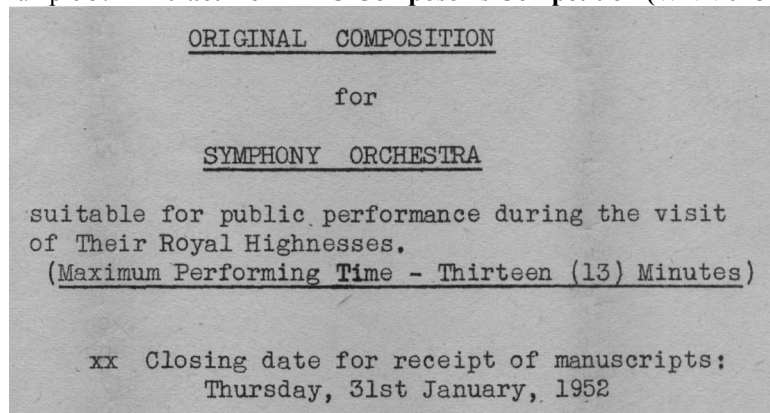 ORIGINAL COMPOSITION
for
SYMPHONY ORCHESTRA
suitable for public performance during the visit
of Their Royal Highnesses.
(Maximum Performing Time - Thirteen (13) Minutes)
xx Closing date for receipt of manuscripts:
Thursday, 31st January, 1952